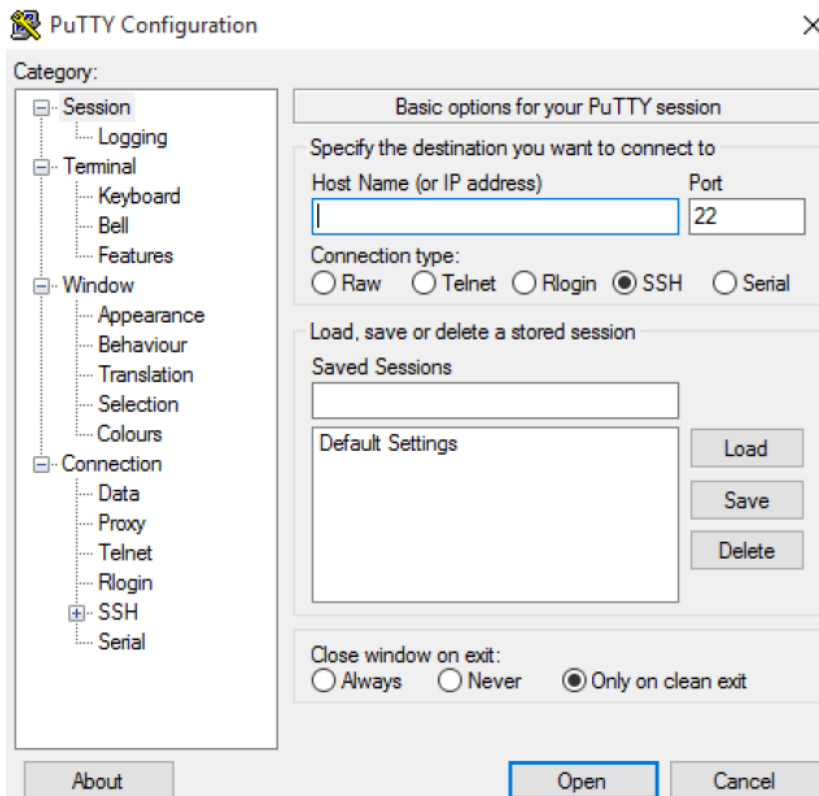 PuTTY Configuration
Category:
Session
Logging
Terminal
Keyboard
Bell
Features
Window
Appearance
Behaviour
Translation
Selection
Colours
Connection
Data
Proxy
Telnet
Rlogin
SSH
Serial
Basic options for your PuTTY session
Specify the destination you want to connect to
Host Name (or IP address) Port
22
Connection type:
Raw Telnet Rlogin SSH Serial
Load, save or delete a stored session
Saved Sessions
Default Settings
Load
Save
Delete
Close window on exit:
Always Never Only on clean exit
About Open Cancel